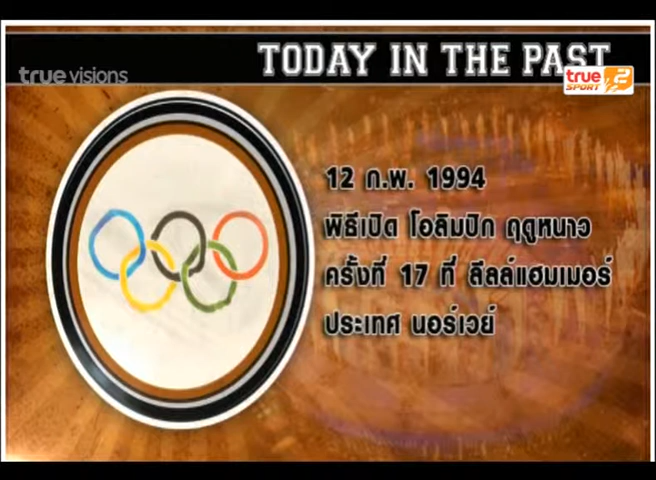 TODAY IN THE PAST
true visions
true 2
SPORT
12 ก.พ. 1994
พิธีเปิด โอลิมปิก ฤดูหนาว
ครั้งที่ 17 ที่ ลีลล์แฮมเมอร์
ประเทศ นอร์เวย์